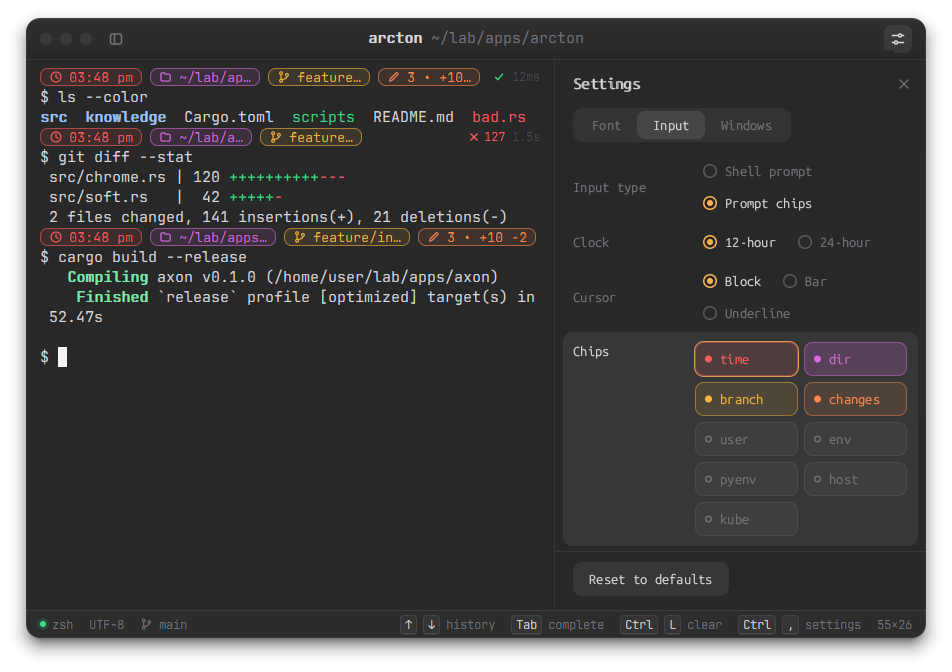 arcton ~/lab/apps/arcton
03:48 pm ~/lab/ap… feature… 3 • +10… ✓ 12ms
$ ls --color
src knowledge Cargo.toml scripts README.md bad.rs
03:48 pm ~/lab/a… feature… × 127 1.5s
$ git diff --stat
src/chrome.rs | 120 ++++++++++---
src/soft.rs | 42 +++++-
2 files changed, 141 insertions(+), 21 deletions(-)
03:48 pm ~/lab/apps… feature/in… 3 • +10 -2
$ cargo build --release
Compiling axon v0.1.0 (/home/user/lab/apps/axon)
Finished `release` profile [optimized] target(s) in
52.47s
$
Settings
Font Input Windows
Input type
Shell prompt
Prompt chips
Clock
12-hour 24-hour
Cursor
Block Bar
Underline
Chips
time dir
branch changes
user env
pyenv host
kube
Reset to defaults
zsh UTF-8 main ↑ ↓ history Tab complete Ctrl L clear Ctrl , settings 55×26